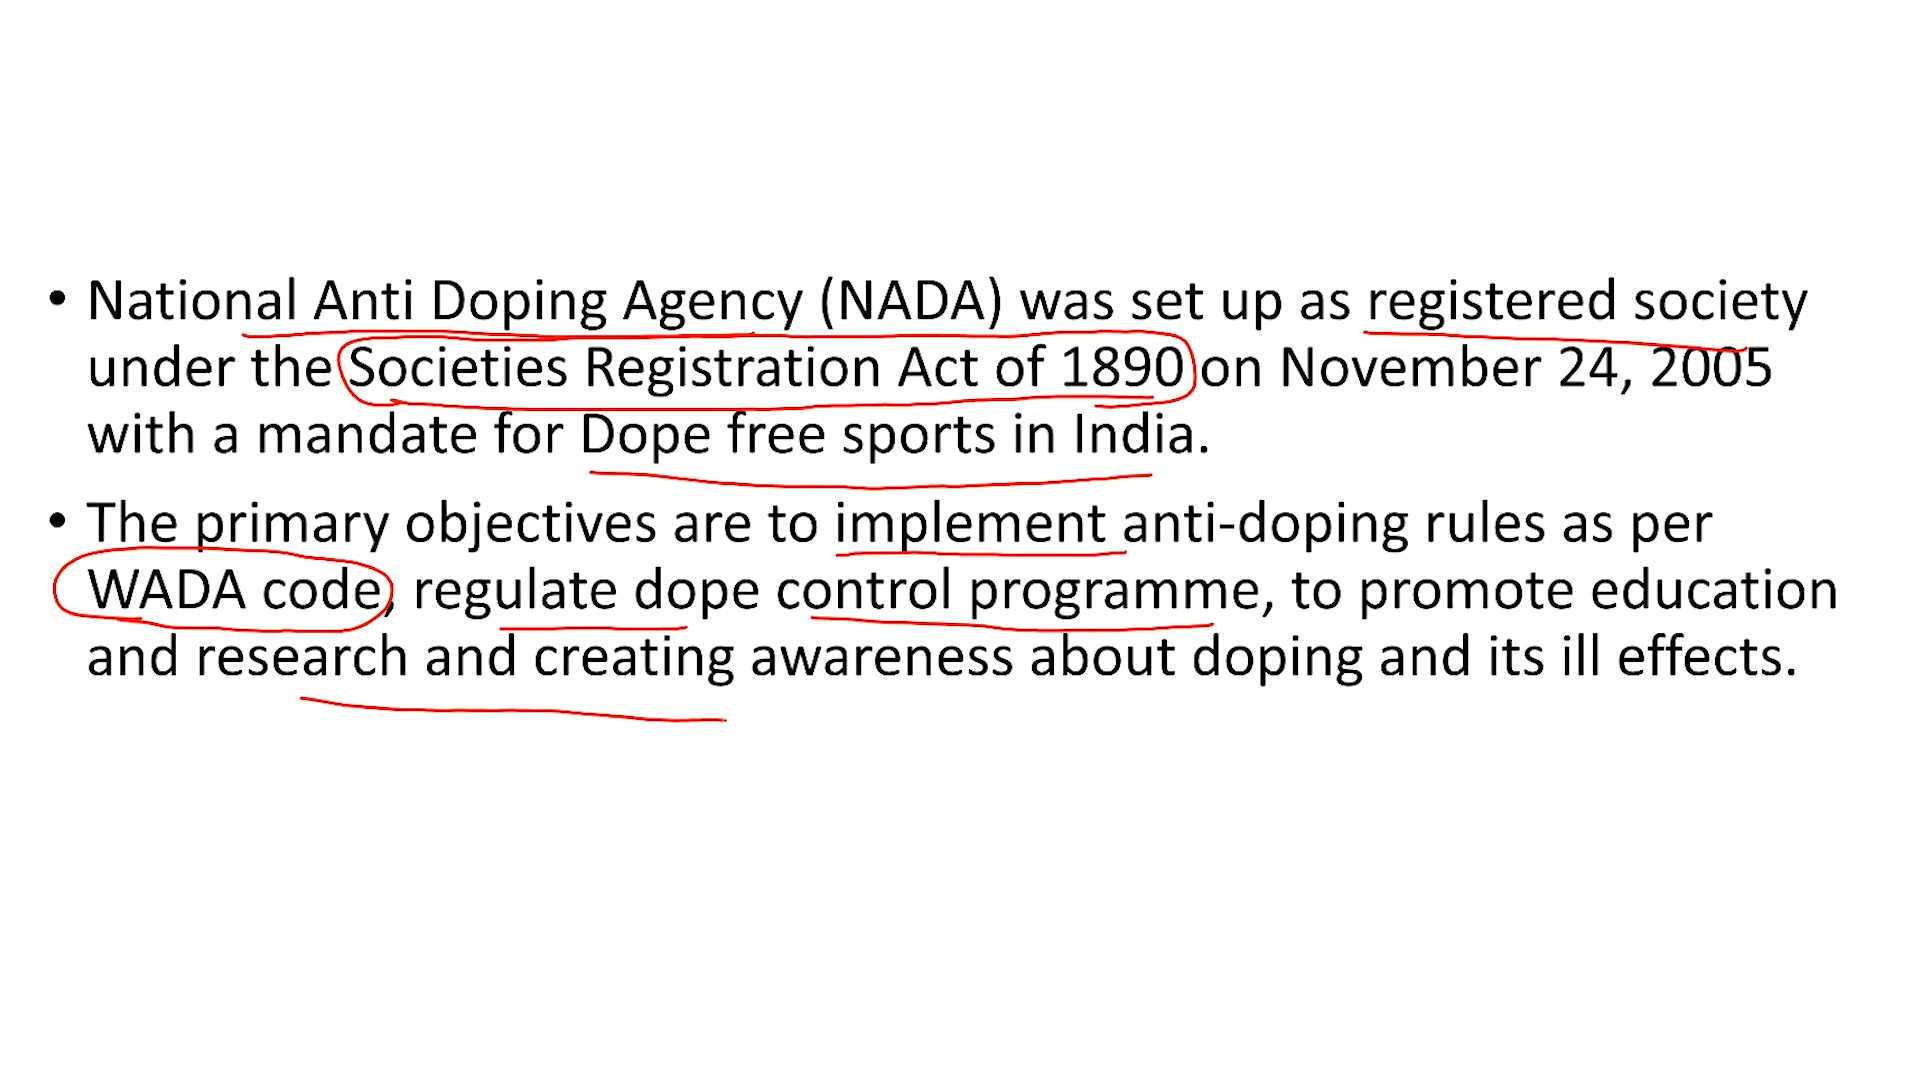 • National Anti Doping Agency (NADA) was set up as registered society
under the Societies Registration Act of 1890 on November 24, 2005
with a mandate for Dope free sports in India.
• The primary objectives are to implement anti-doping rules as per
WADA code, regulate dope control programme, to promote education
and research and creating awareness about doping and its ill effects.